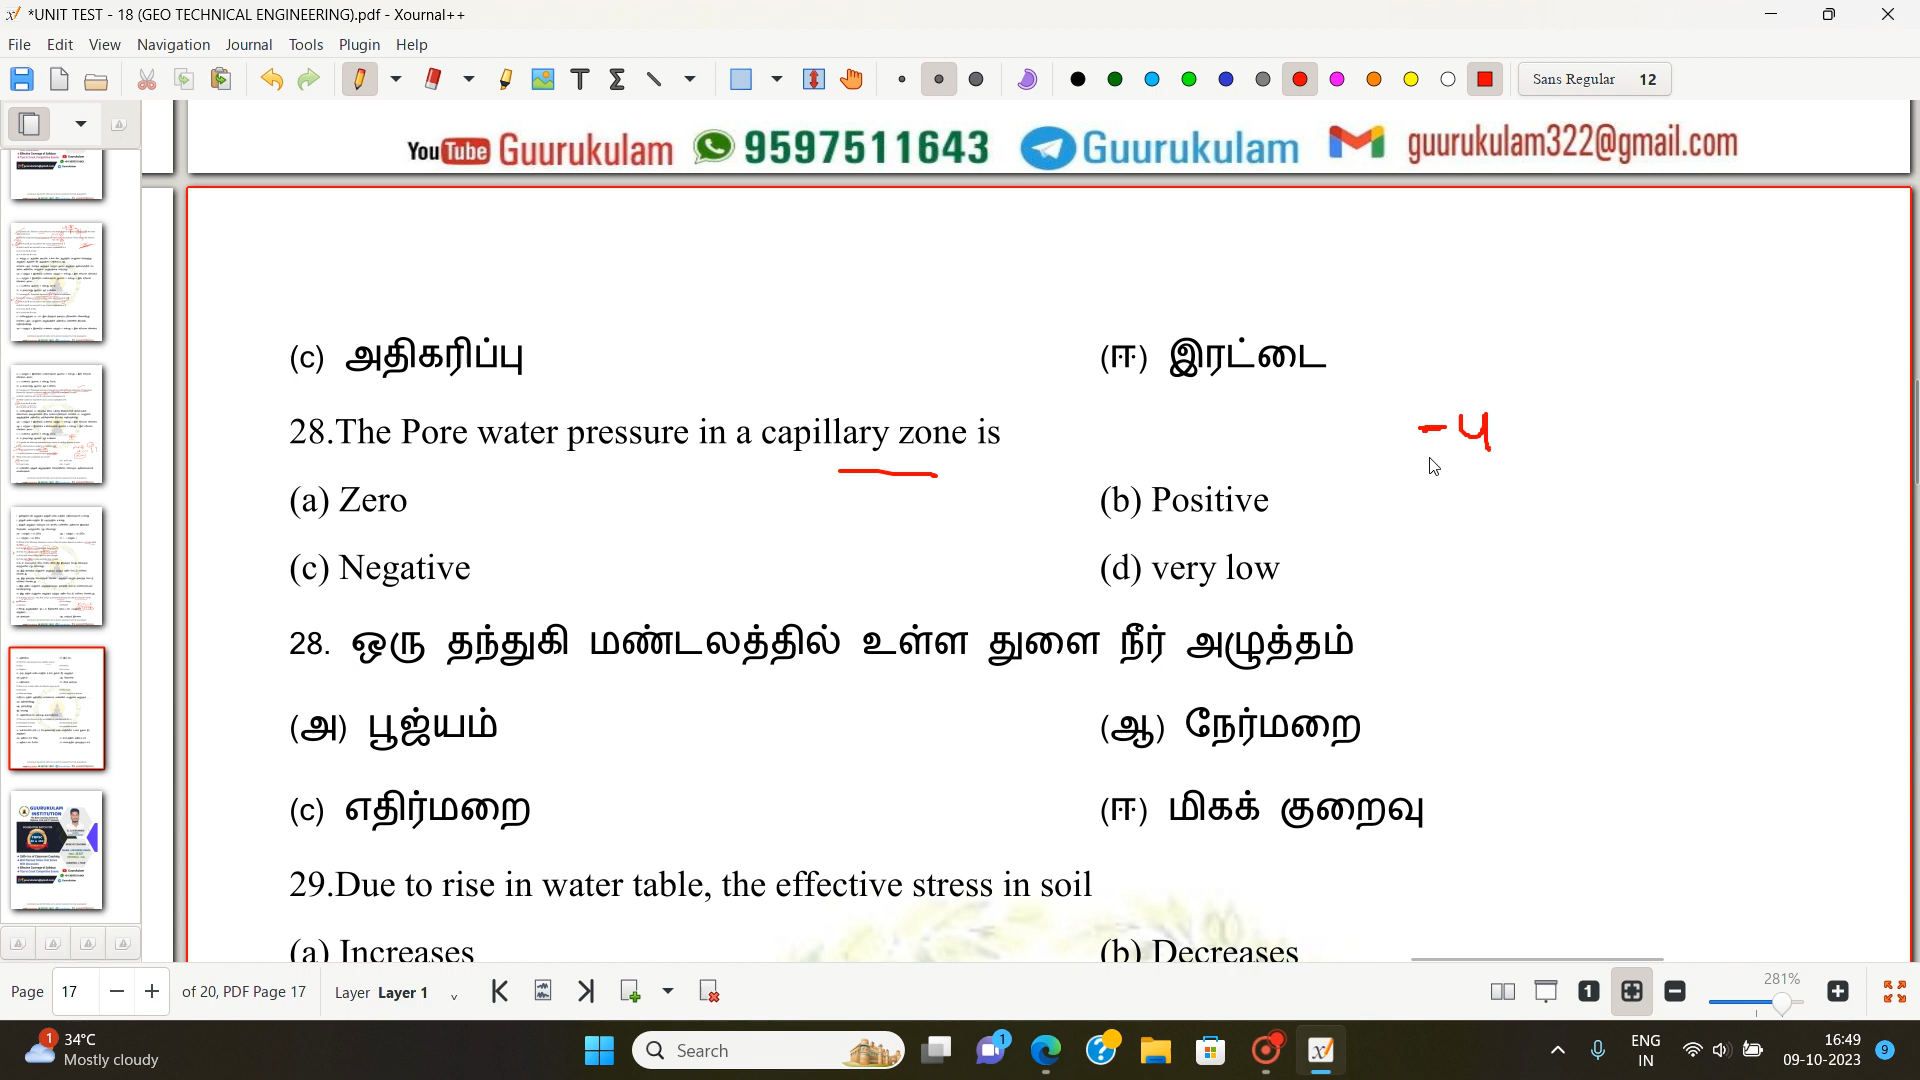 *UNIT TEST - 18 (GEO TECHNICAL ENGINEERING).pdf - Xournal++
File Edit View Navigation Journal Tools Plugin Help
Sans Regular 12
YouTube Guurukulam 9597511643 Guurukulam guurukulam322@gmail.com
(c) அதிகரிப்பு (ஈ) இரட்டை
28.The Pore water pressure in a capillary zone is -4
(a) Zero (b) Positive
(c) Negative (d) very low
28. ஒரு தந்துகி மண்டலத்தில் உள்ள துளை நீர் அழுத்தம்
(அ) பூஜ்யம் (ஆ) நேர்மறை
(c) எதிர்மறை (ஈ) மிகக் குறைவு
29.Due to rise in water table, the effective stress in soil
(a) Increases (b) Decreases
Page 17 of 20, PDF Page 17 Layer Layer 1 281%
1 34°C
Mostly cloudy
Search
1
ENG
IN
16:49
09-10-2023
9